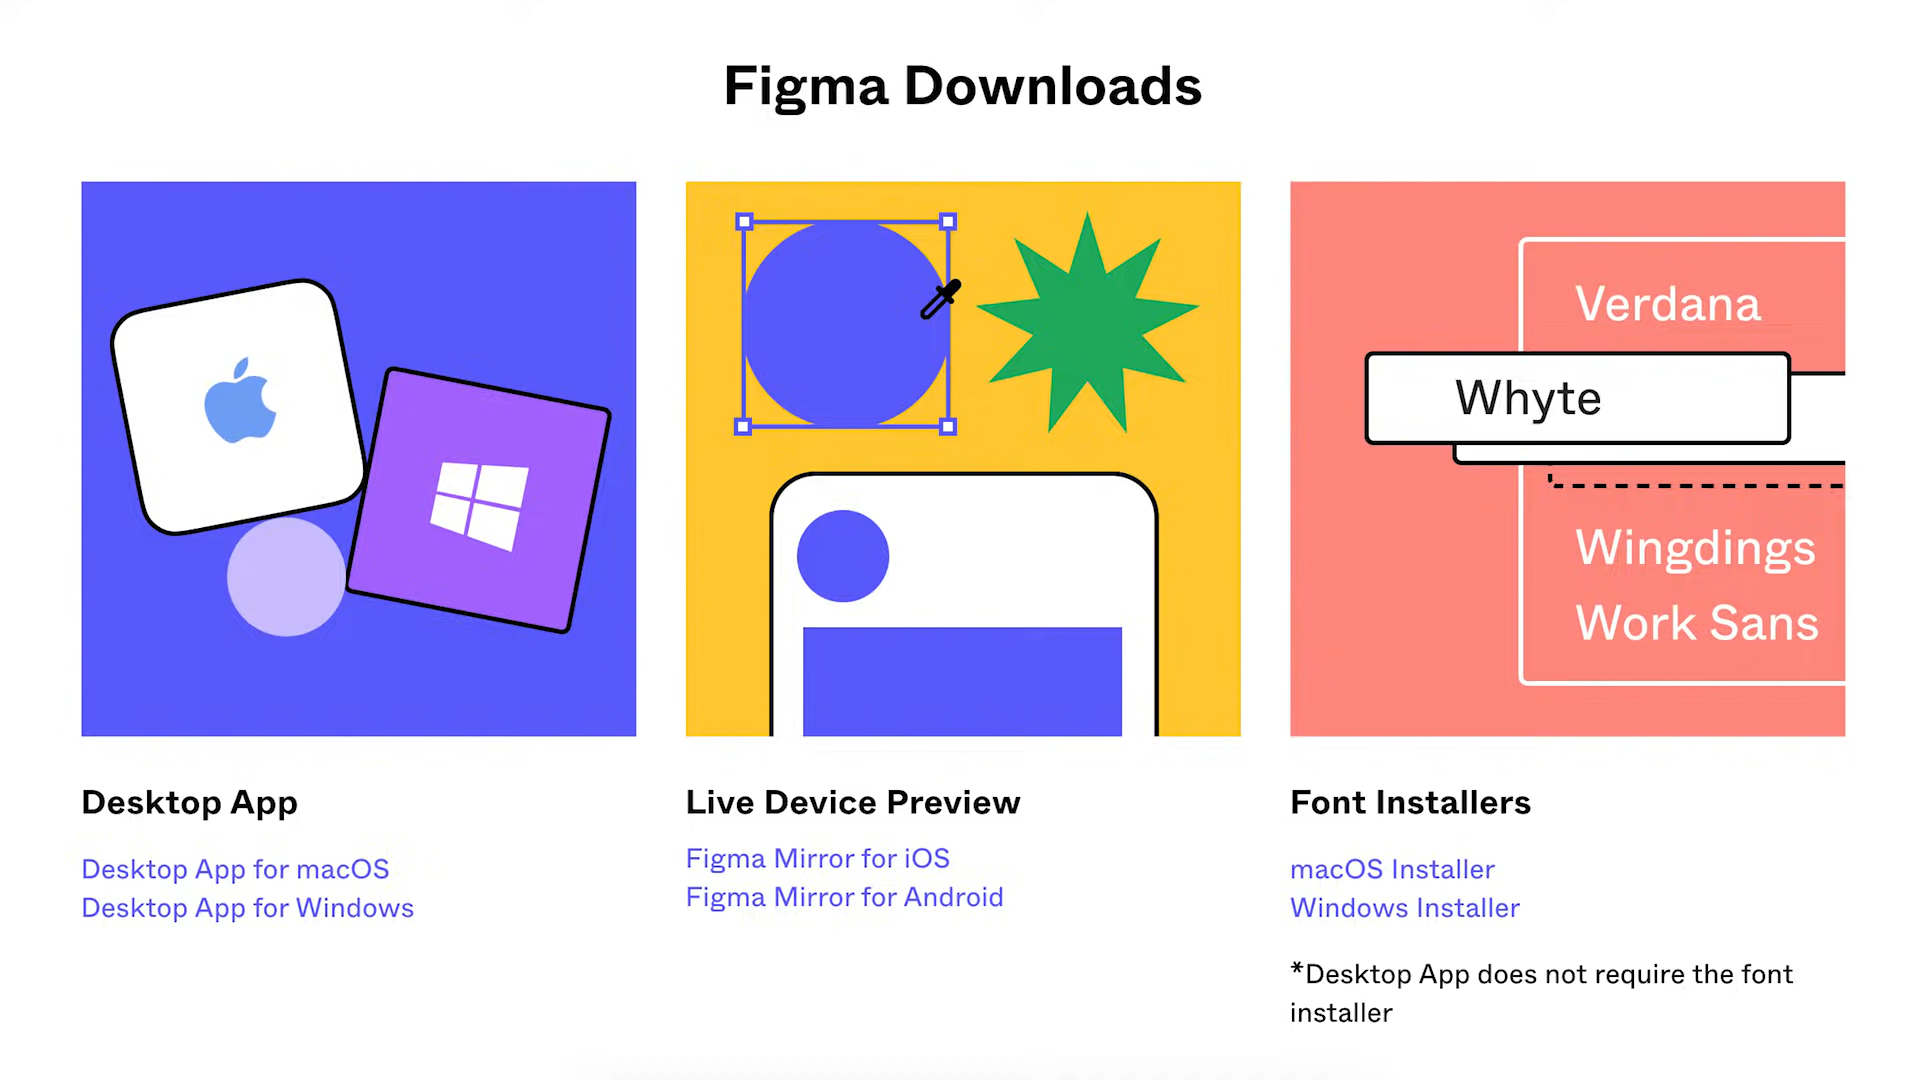 Figma Downloads
Verdana
Whyte
Wingdings
Work Sans
Desktop App
Desktop App for macOS
Desktop App for Windows
Live Device Preview
Figma Mirror for iOS
Figma Mirror for Android
Font Installers
macOS Installer
Windows Installer
*Desktop App does not require the font
installer